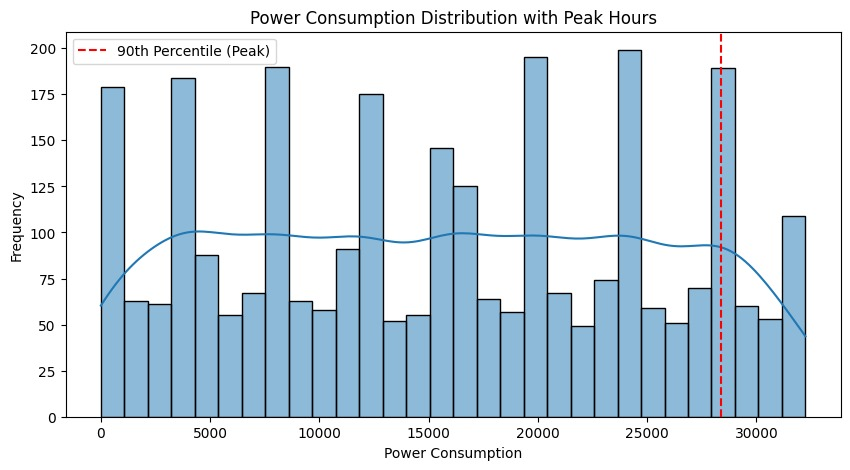 Power Consumption Distribution with Peak Hours
90th Percentile (Peak)
200
175
150
125
100
75
50
25
0
Frequency
0 5000 10000 15000 20000 25000 30000
Power Consumption